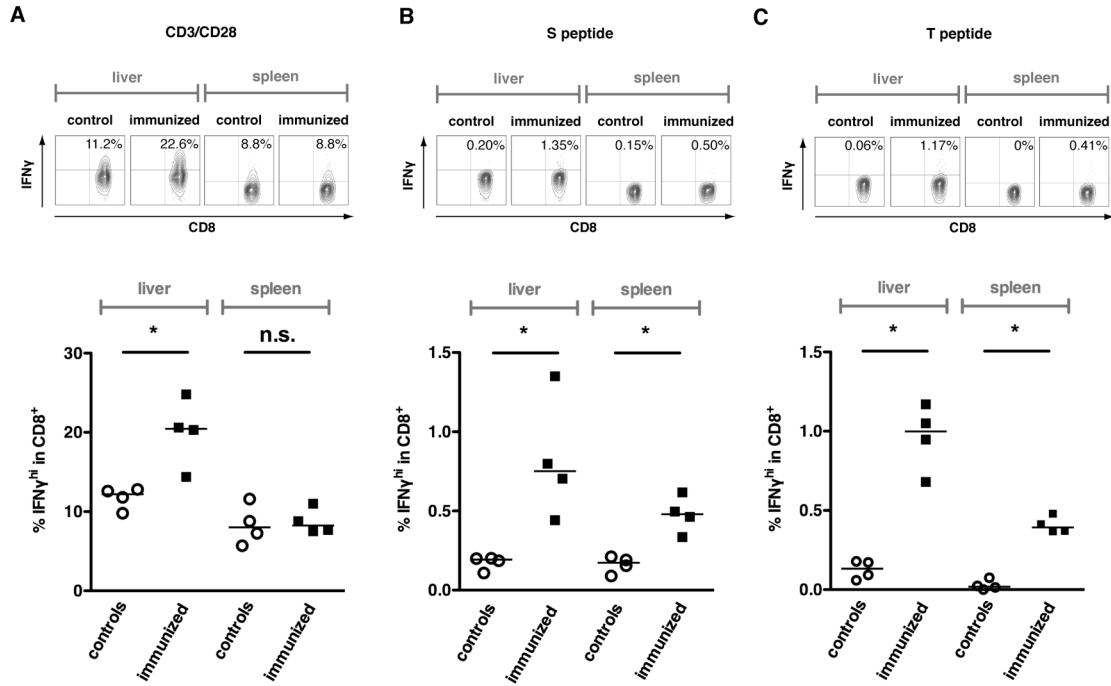 A
CD3/CD28
liver spleen
control immunized control immunized
11.2% 22.6% 8.8% 8.8%
IFNγ
CD8
liver spleen
* n.s.
30
20
10
0
% IFNγhi in CD8+
controls immunized controls immunized
B
S peptide
liver spleen
control immunized control immunized
0.20% 1.35% 0.15% 0.50%
IFNγ
CD8
liver spleen
* *
1.5
1.0
0.5
0.0
% IFNγhi in CD8+
controls immunized controls immunized
C
T peptide
liver spleen
control immunized control immunized
0.06% 1.17% 0% 0.41%
IFNγ
CD8
liver spleen
* *
1.5
1.0
0.5
0.0
% IFNγhi in CD8+
controls immunized controls immunized